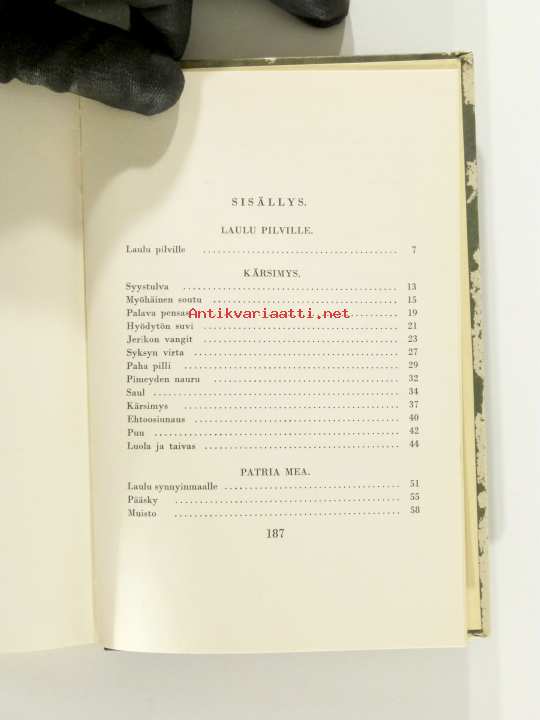 SISÄLLYS.
LAULU PILVILLE.
Laulu pilville 7
KÄRSIMYS.
Syystulva 13
Myöhäinen soutu 15
Palava pensas 19
Antikvariaatti.net
Hyödytön suvi 21
Jerikon vangit 23
Syksyn virta 27
Paha pilli 29
Pimeyden nauru 32
Saul 34
Kärsimys 37
Ehtoosiunaus 40
Puu 42
Luola ja taivas 44
PATRIA MEA.
Laulu synnyinmaalle 51
Pääsky 55
Muisto 58
187